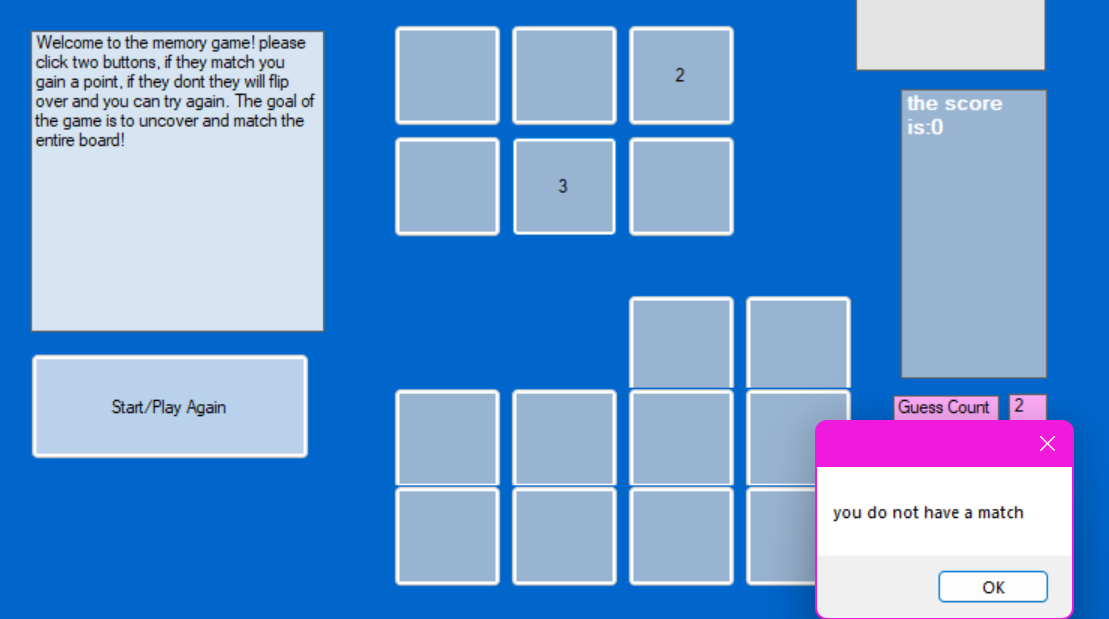 Welcome to the memory game! please
click two buttons, if they match you
gain a point, if they dont they will flip
over and you can try again. The goal of
the game is to uncover and match the
entire board!
2
3
Start/Play Again
the score
is:0
Guess Count
2
you do not have a match
OK